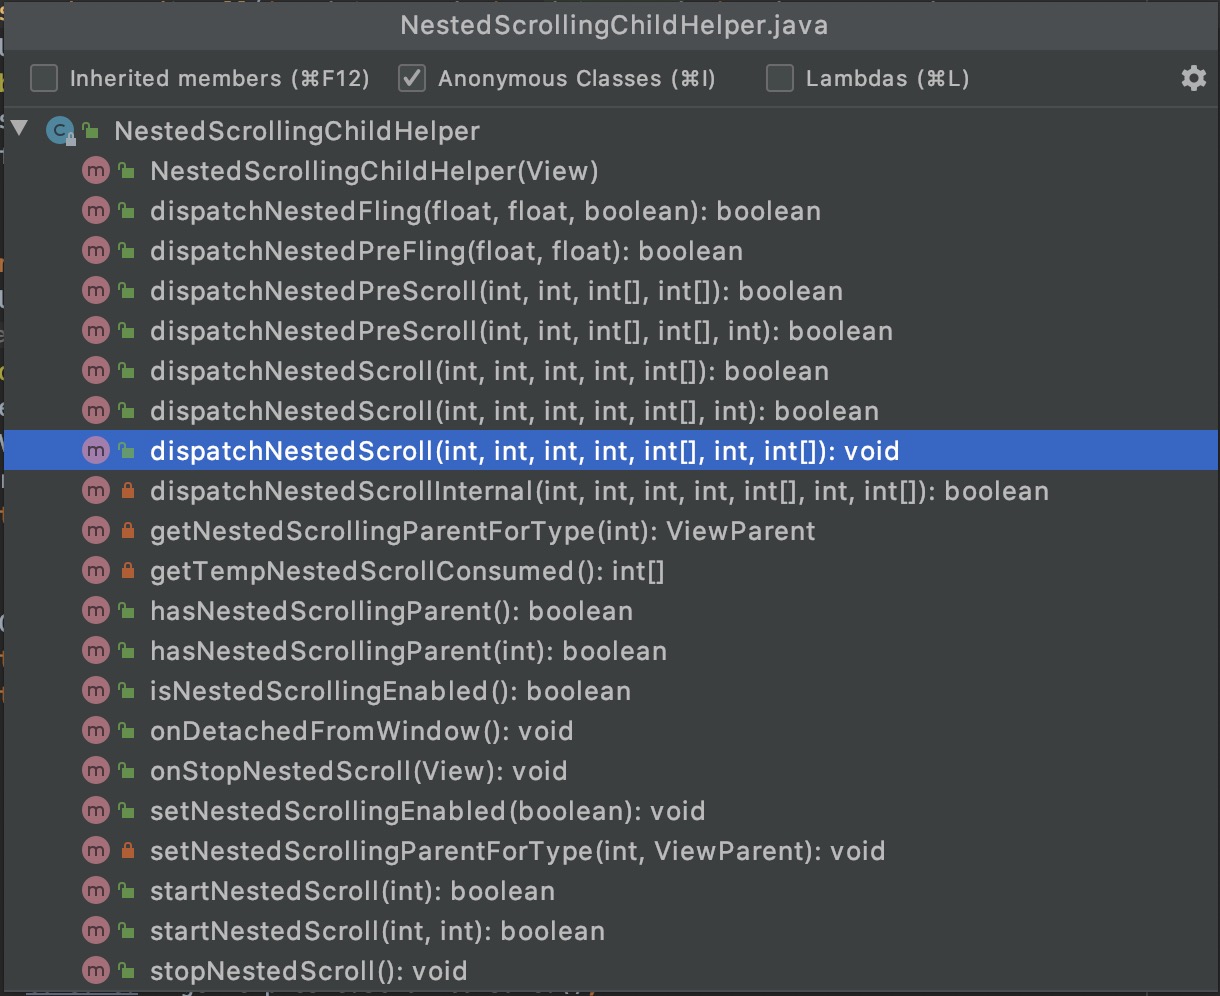 NestedScrollingChildHelper.java
Inherited members (⌘F12) Anonymous Classes (⌘I) Lambdas (⌘L)
NestedScrollingChildHelper
NestedScrollingChildHelper(View)
dispatchNestedFling(float, float, boolean): boolean
dispatchNestedPreFling(float, float): boolean
dispatchNestedPreScroll(int, int, int[], int[]): boolean
dispatchNestedPreScroll(int, int, int[], int[], int): boolean
dispatchNestedScroll(int, int, int, int, int[]): boolean
dispatchNestedScroll(int, int, int, int, int[], int): boolean
dispatchNestedScroll(int, int, int, int, int[], int, int[]): void
dispatchNestedScrollInternal(int, int, int, int, int[], int, int[]): boolean
getNestedScrollingParentForType(int): ViewParent
getTempNestedScrollConsumed(): int[]
hasNestedScrollingParent(): boolean
hasNestedScrollingParent(int): boolean
isNestedScrollingEnabled(): boolean
onDetachedFromWindow(): void
onStopNestedScroll(View): void
setNestedScrollingEnabled(boolean): void
setNestedScrollingParentForType(int, ViewParent): void
startNestedScroll(int): boolean
startNestedScroll(int, int): boolean
stopNestedScroll(): void